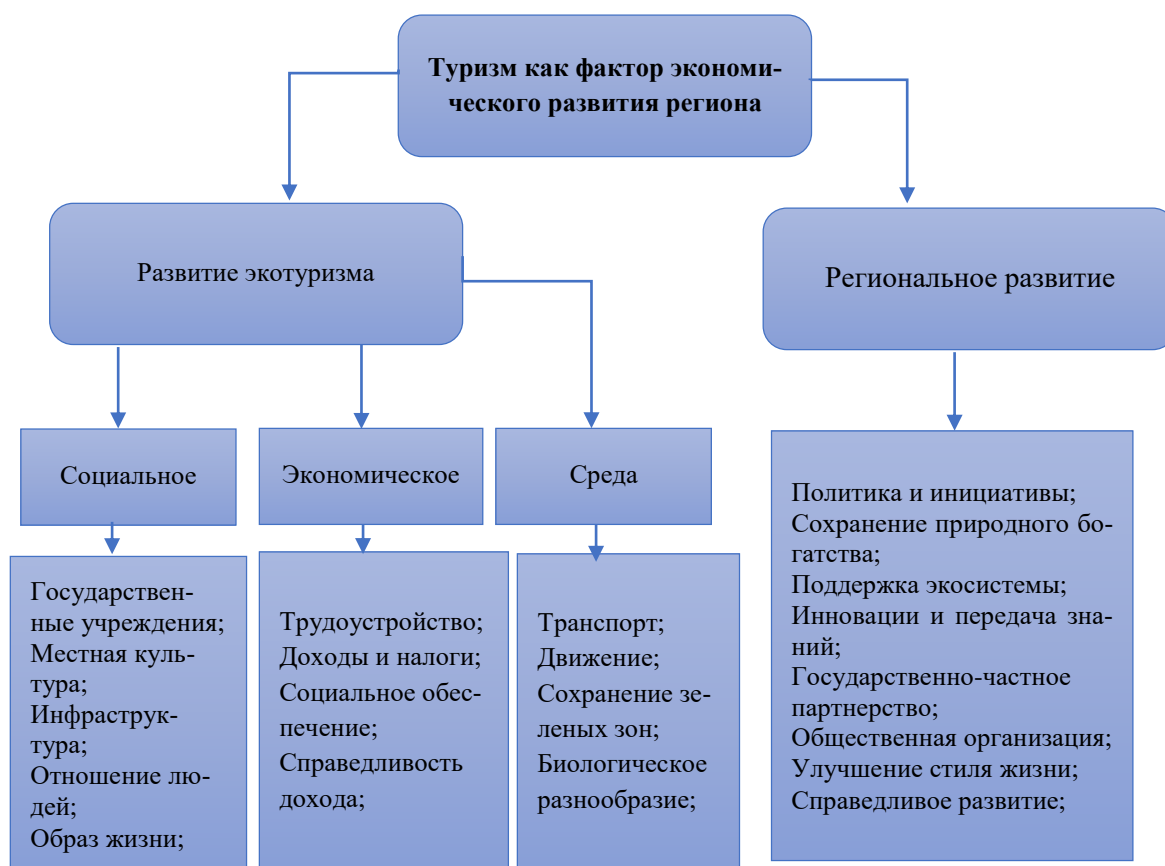 Туризм как фактор экономи-
ческого развития региона
Развитие экотуризма
Региональное развитие
Социальное
Экономическое
Среда
Государствен-
ные учреждения;
Местная куль-
тура;
Инфраструк-
тура;
Отношение лю-
дей;
Образ жизни;
Трудоустройство;
Доходы и налоги;
Социальное обес-
печение;
Справедливость
дохода;
Транспорт;
Движение;
Сохранение зе-
леных зон;
Биологическое
разнообразие;
Политика и инициативы;
Сохранение природного бо-
гатства;
Поддержка экосистемы;
Инновации и передача зна-
ний;
Государственно-частное
партнерство;
Общественная организация;
Улучшение стиля жизни;
Справедливое развитие;